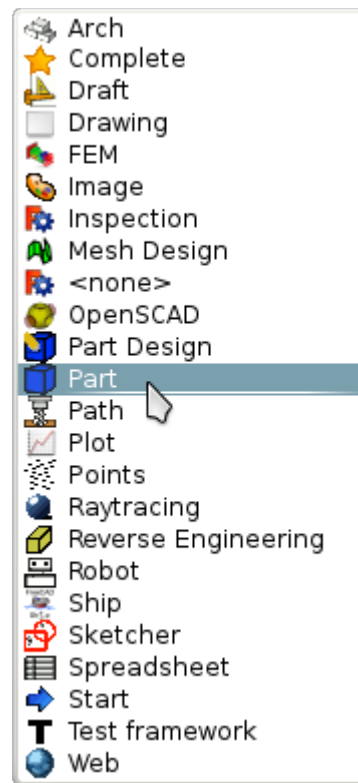 Arch
Complete
Draft
Drawing
FEM
Image
Inspection
Mesh Design
<none>
OpenSCAD
Part Design
Part
Path
Plot
Points
Raytracing
Reverse Engineering
Robot
Ship
Sketcher
Spreadsheet
Start
Test framework
Web